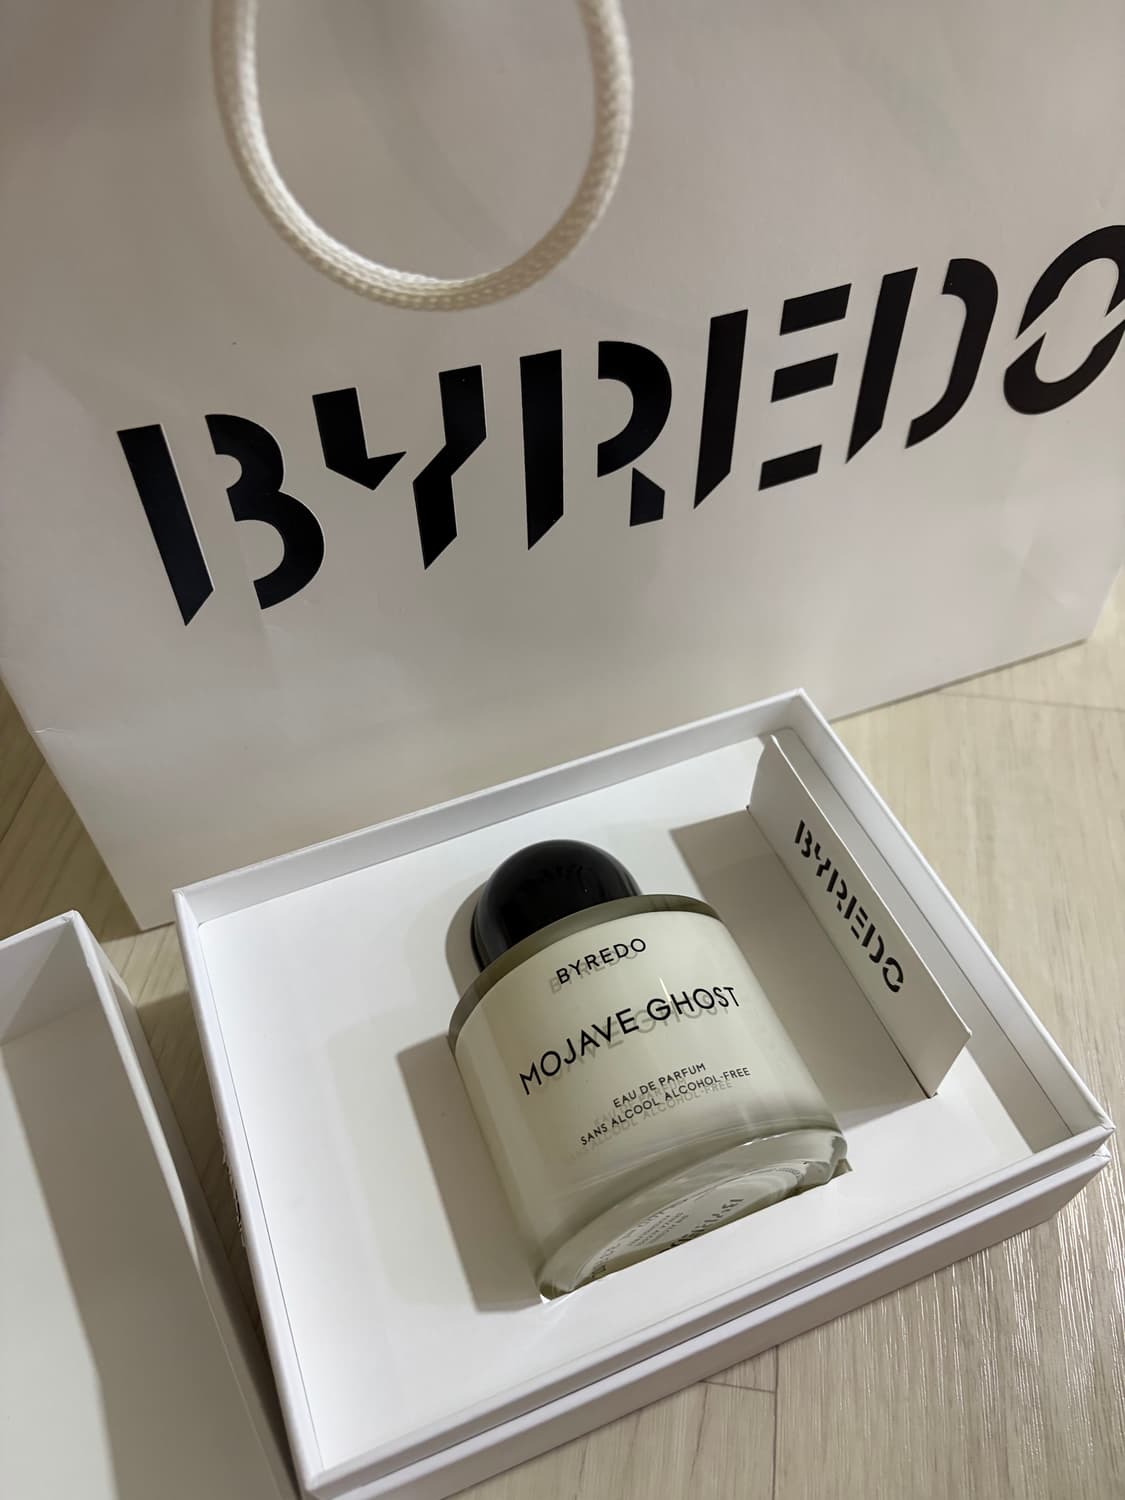 BYREDO
BYREDO
BYREDO
MOJAVE GHOST
EAU DE PARFUM
SANS ALCOOL ALCOHOL-FREE